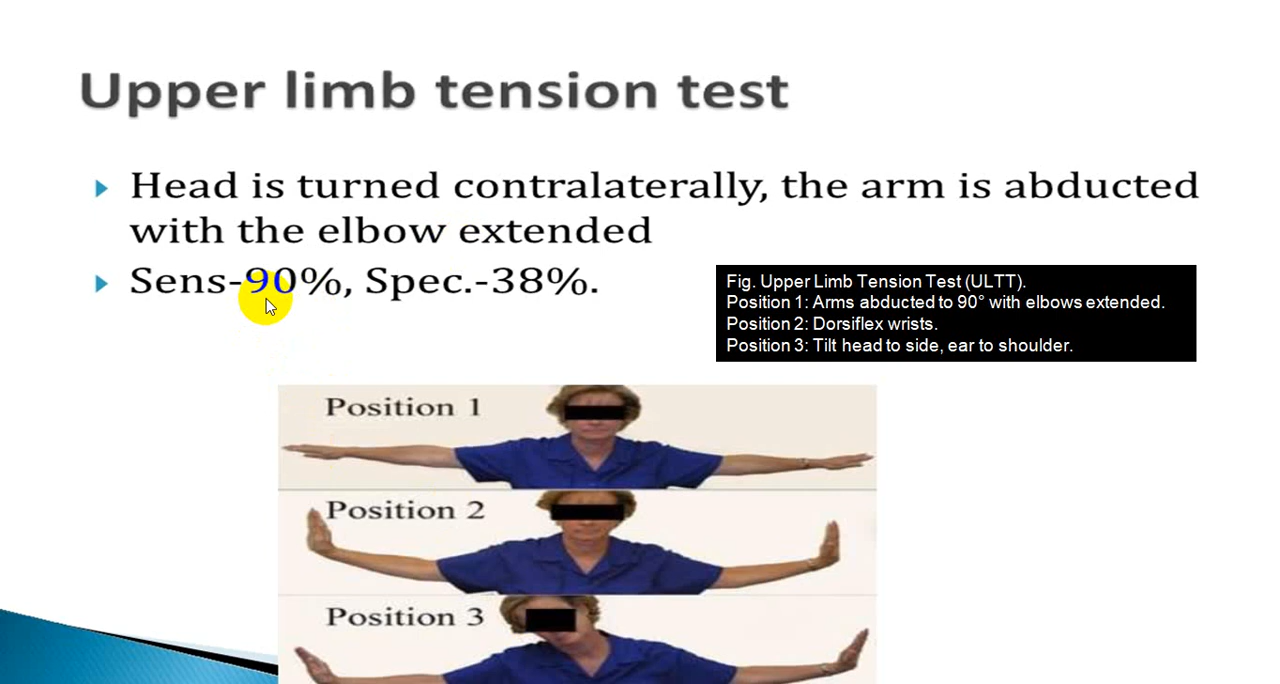 Upper limb tension test
Head is turned contralaterally, the arm is abducted
with the elbow extended
Sens-90%, Spec.-38%.
Fig. Upper Limb Tension Test (ULTT).
Position 1: Arms abducted to 90° with elbows extended.
Position 2: Dorsiflex wrists.
Position 3: Tilt head to side, ear to shoulder.
Position 1
Position 2
Position 3